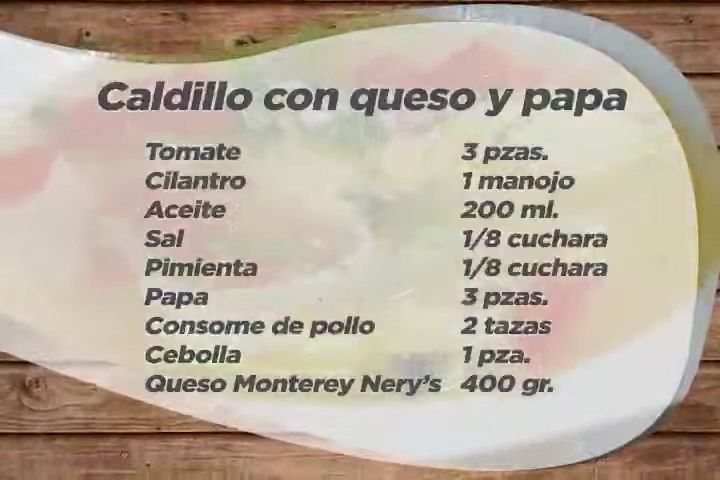 Caldillo con queso y papa
Tomate 3 pzas.
Cilantro 1 manojo
Aceite 200 ml.
Sal 1/8 cuchara
Pimienta 1/8 cuchara
Papa 3 pzas.
Consome de pollo 2 tazas
Cebolla 1 pza.
Queso Monterey Nery's 400 gr.